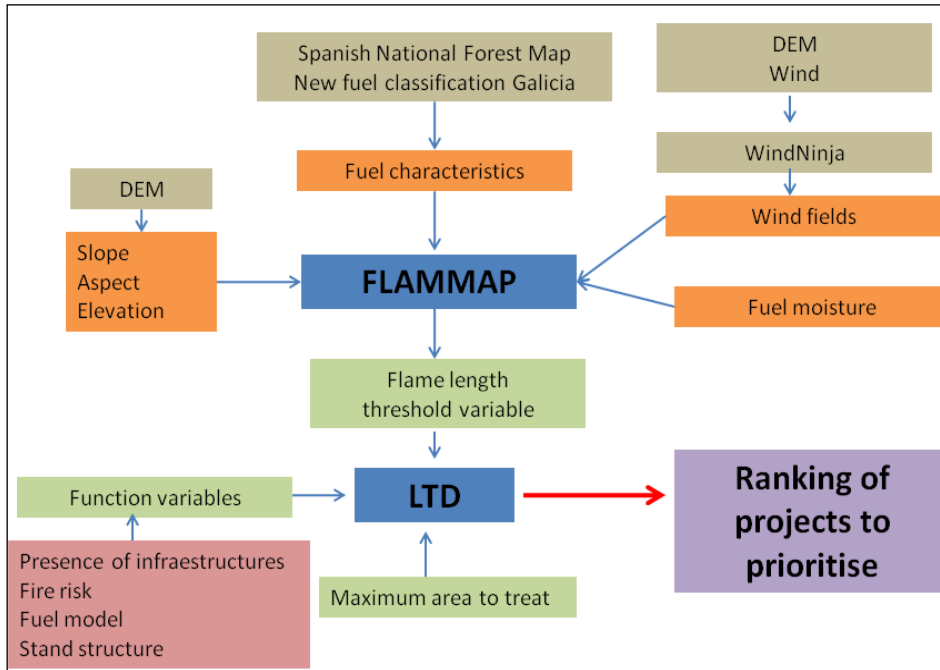 Spanish National Forest Map
New fuel classification Galicia
DEM
Wind
WindNinja
Fuel characteristics
DEM
Wind fields
Slope
Aspect
Elevation
FLAMMAP
Fuel moisture
Flame length
threshold variable
Function variables
LTD
Ranking of
projects to
prioritise
Presence of infraestructures
Fire risk
Fuel model
Stand structure
Maximum area to treat